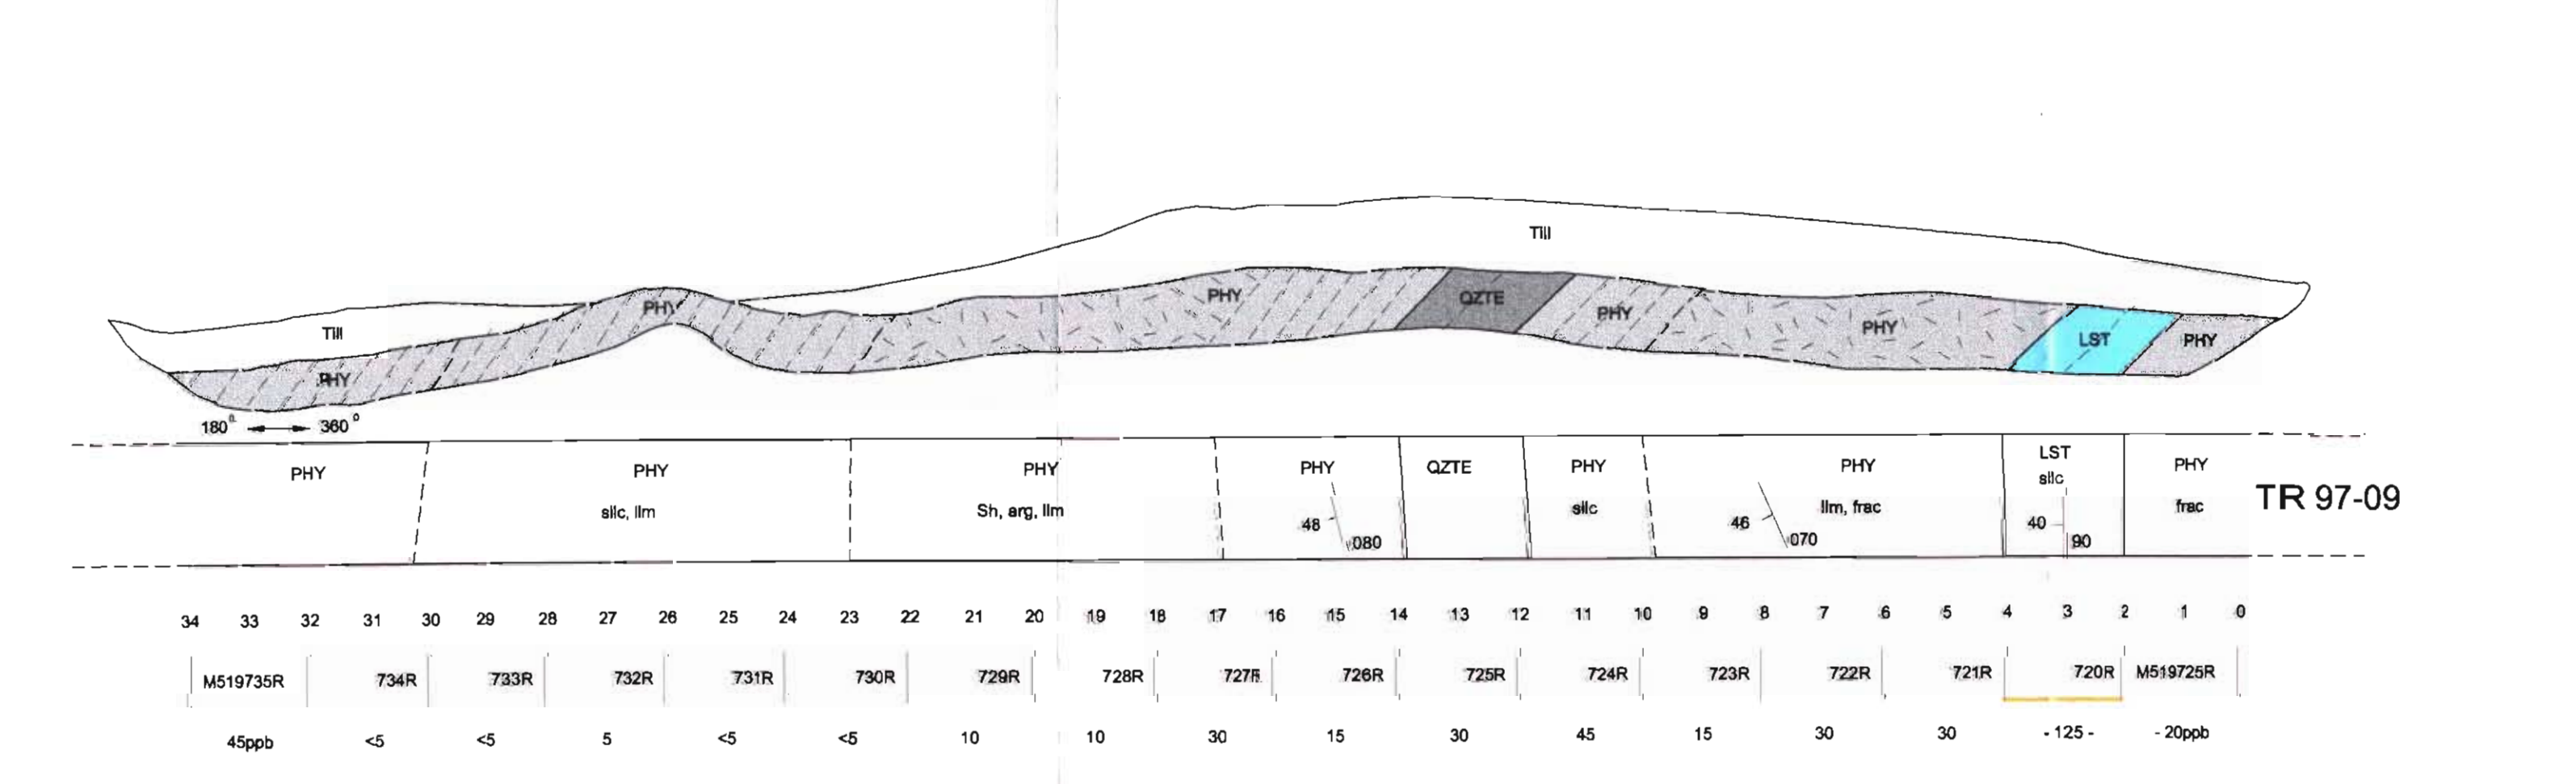 Till
PHY
QZTE
PHY
Till
PHY
PHY
LST
PHY
PHY
180° 360°
PHY
PHY
PHY
PHY
QZTE
PHY
PHY
LST
PHY
silc, lim
Sh, arg, lim
silc
lim, frac
silc
frac
TR 97-09
48
080
46
070
40
90
34 33 32 31 30 29 28 27 26 25 24 23 22 21 20 19 18 17 16 15 14 13 12 11 10 9 8 7 6 5 4 3 2 1 0
M519735R 734R 733R 732R 731R 730R 729R 728R 727R 726R 725R 724R 723R 722R 721R 720R M519725R
45ppb <5 <5 5 <5 <5 10 10 30 15 30 45 15 30 30 - 125 - - 20ppb